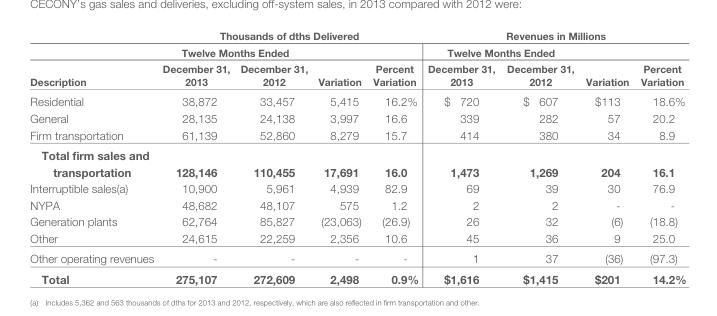 CECONY's gas sales and deliveries, excluding off-system sales, in 2013 compared with 2012 were:
Thousands of dths Delivered Revenues in Millions
Twelve Months Ended Twelve Months Ended
December 31, December 31, Percent December 31, December 31, Percent
Description 2013 2012 Variation Variation 2013 2012 Variation Variation
Residential 38,872 33,457 5,415 16.2% $ 720 $ 607 $113 18.6%
General 28,135 24,138 3,997 16.6 339 282 57 20.2
Firm transportation 61,139 52,860 8,279 15.7 414 380 34 8.9
Total firm sales and
transportation 128,146 110,455 17,691 16.0 1,473 1,269 204 16.1
Interruptible sales(a) 10,900 5,961 4,939 82.9 69 39 30 76.9
NYPA 48,682 48,107 575 1.2 2 2 - -
Generation plants 62,764 85,827 (23,063) (26.9) 26 32 (6) (18.8)
Other 24,615 22,259 2,356 10.6 45 36 9 25.0
Other operating revenues - - - - 1 37 (36) (97.3)
Total 275,107 272,609 2,498 0.9% $1,616 $1,415 $201 14.2%
(a) Includes 5,362 and 563 thousands of dths for 2013 and 2012, respectively, which are also reflected in firm transportation and other.